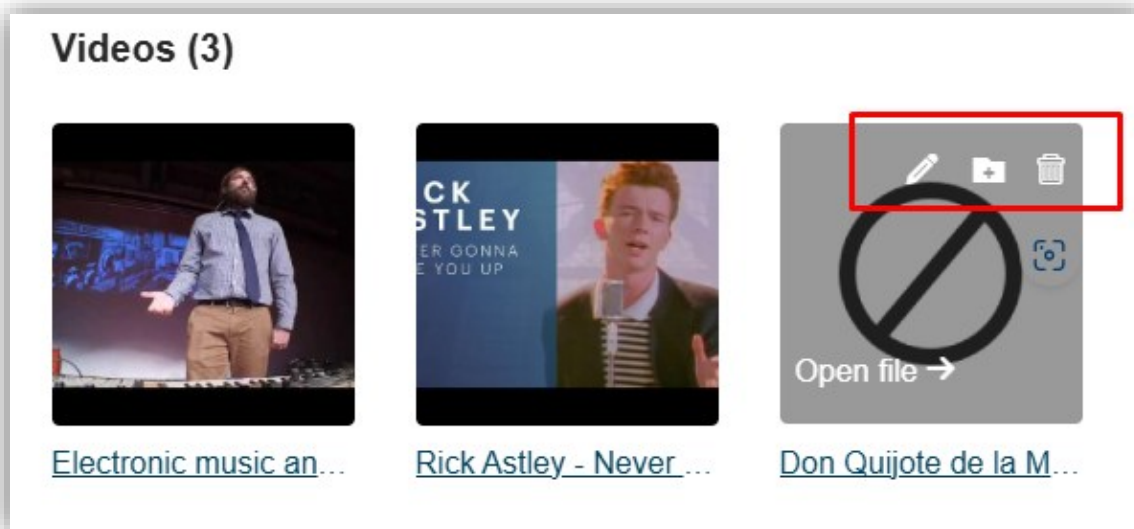 Videos (3)
CK
STLEY
ER GONNA
E YOU UP
Open file →
Electronic music an...
Rick Astley - Never ...
Don Quijote de la M...